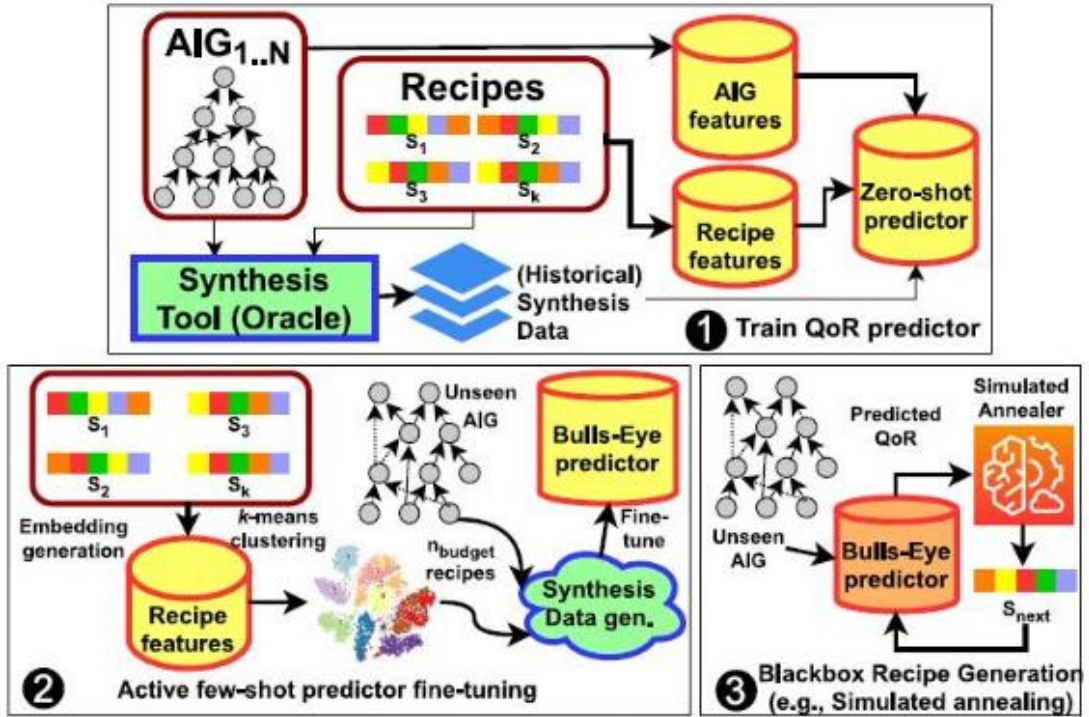 AIG1..N
Recipes
S1
S2
S3
Sk
AIG
features
Recipe
features
Zero-shot
predictor
Synthesis
Tool (Oracle)
(Historical)
Synthesis
Data
1 Train QoR predictor
S1
S3
S2
Sk
Embedding
generation
k-means
clustering
Recipe
features
Unseen
AIG
nbudget
recipes
Bulls-Eye
predictor
Fine-
tune
Synthesis
Data gen.
2 Active few-shot predictor fine-tuning
Simulated
Annealer
Predicted
QoR
Unseen
AIG
Bulls-Eye
predictor
Snext
3 Blackbox Recipe Generation
(e.g., Simulated annealing)